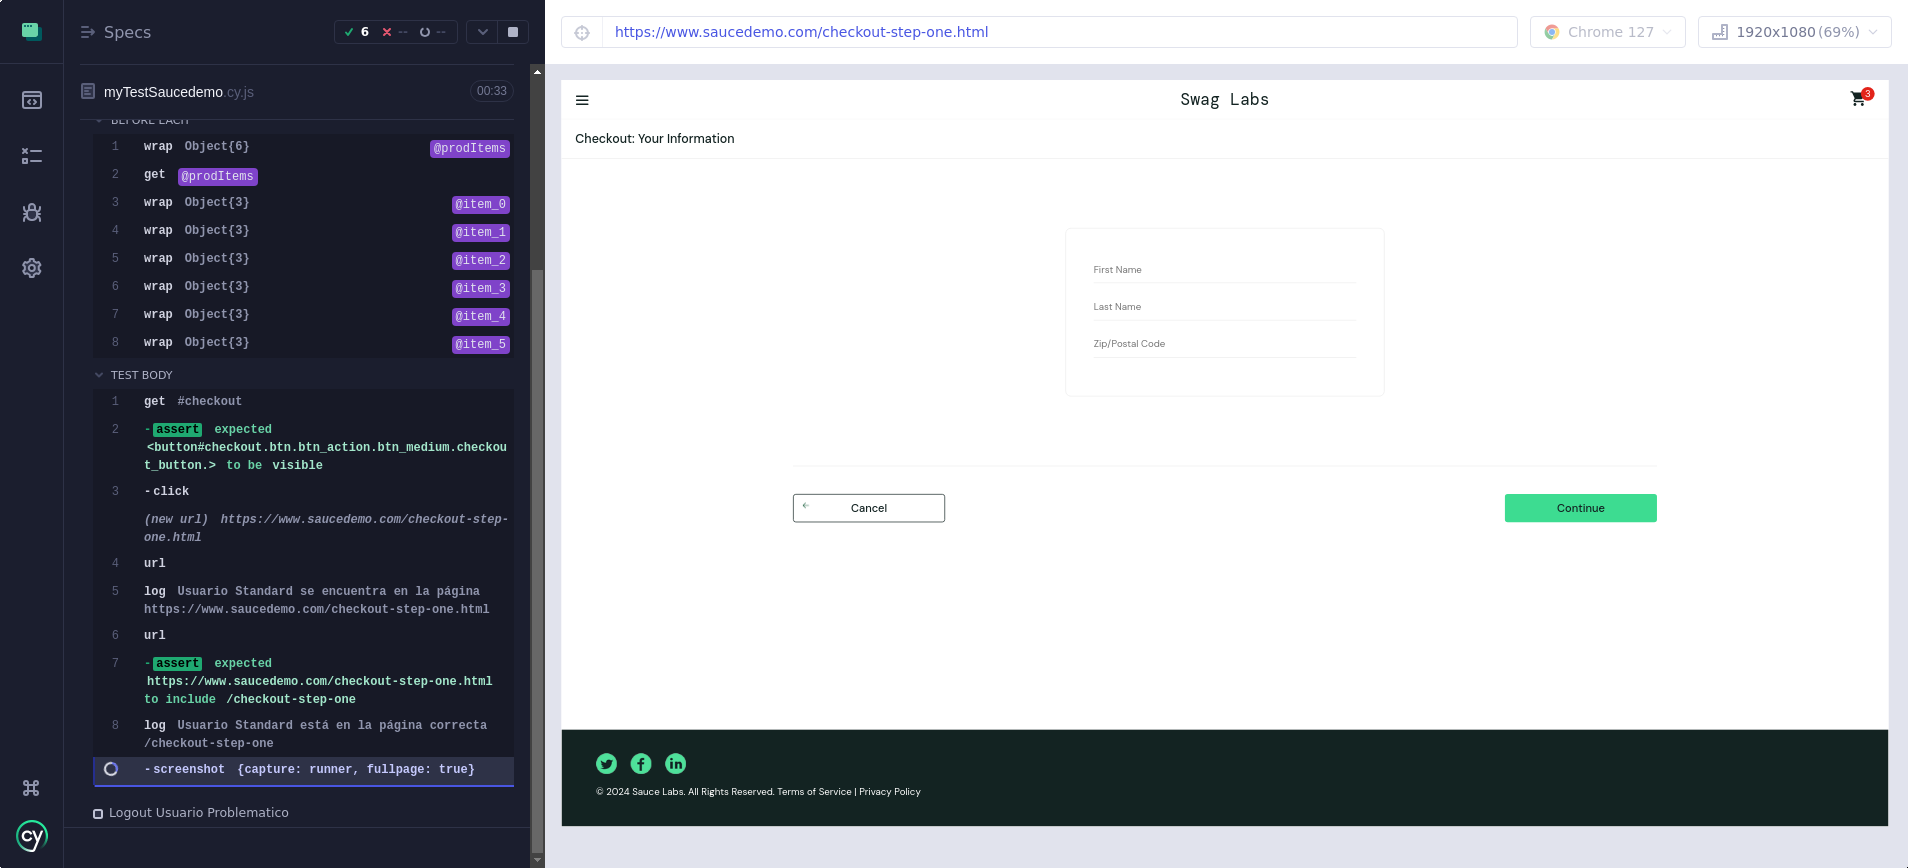 Specs
6 -- --
myTestSaucedemo.cy.js 00:33
BEFORE EACH
1 wrap Object{6} @prodItems
2 get @prodItems
3 wrap Object{3} @item_0
4 wrap Object{3} @item_1
5 wrap Object{3} @item_2
6 wrap Object{3} @item_3
7 wrap Object{3} @item_4
8 wrap Object{3} @item_5
TEST BODY
1 get #checkout
2 -assert expected
<button#checkout.btn.btn_action.btn_medium.checkou
t_button.> to be visible
3 -click
(new url) https://www.saucedemo.com/checkout-step-
one.html
4 url
5 log Usuario Standard se encuentra en la página
https://www.saucedemo.com/checkout-step-one.html
6 url
7 -assert expected
https://www.saucedemo.com/checkout-step-one.html
to include /checkout-step-one
8 log Usuario Standard está en la página correcta
/checkout-step-one
-screenshot {capture: runner, fullpage: true}
Logout Usuario Problematico
cy
https://www.saucedemo.com/checkout-step-one.html
Chrome 127
1920x1080 (69%)
Swag Labs
3
Checkout: Your Information
First Name
Last Name
Zip/Postal Code
Cancel
Continue
© 2024 Sauce Labs. All Rights Reserved. Terms of Service | Privacy Policy